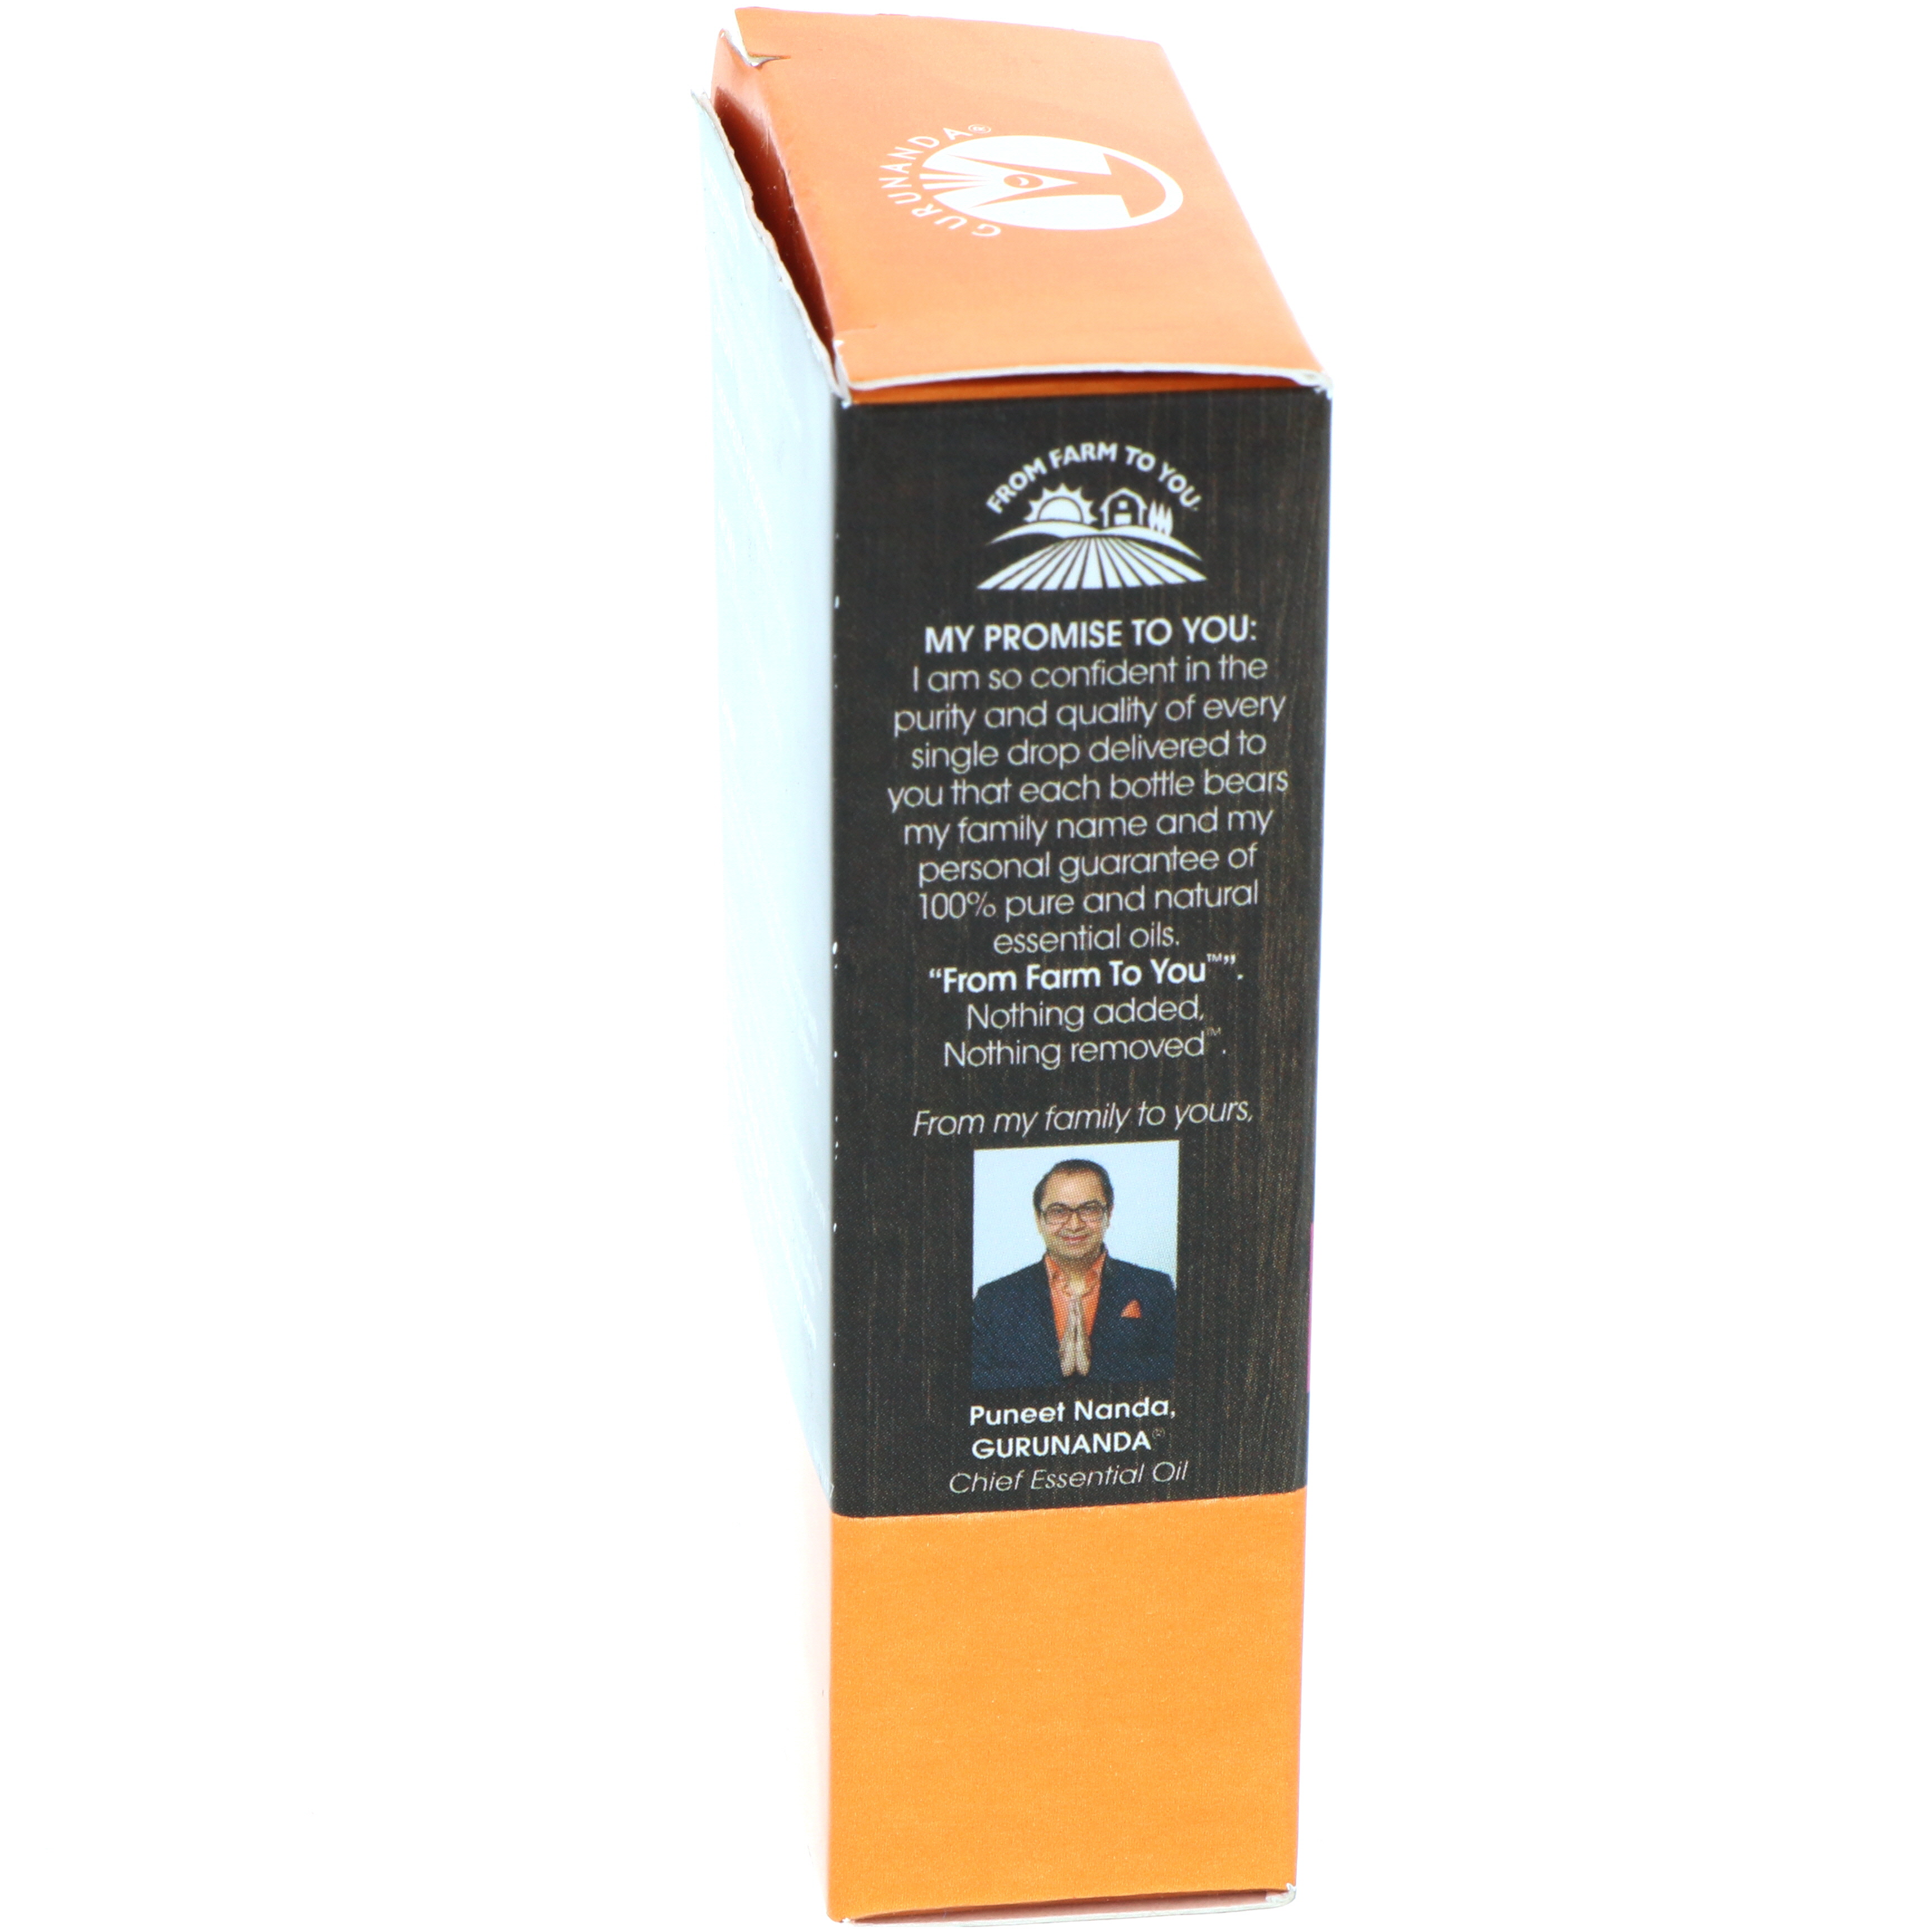 GURUNANDA®
FROM FARM TO YOU
MY PROMISE TO YOU:
I am so confident in the
purity and quality of every
single drop delivered to
you that each bottle bears
my family name and my
personal guarantee of
100% pure and natural
essential oils.
“From Farm To You™”.
Nothing added,
Nothing removed™.
From my family to yours,
Puneet Nanda,
GURUNANDA®
Chief Essential Oil